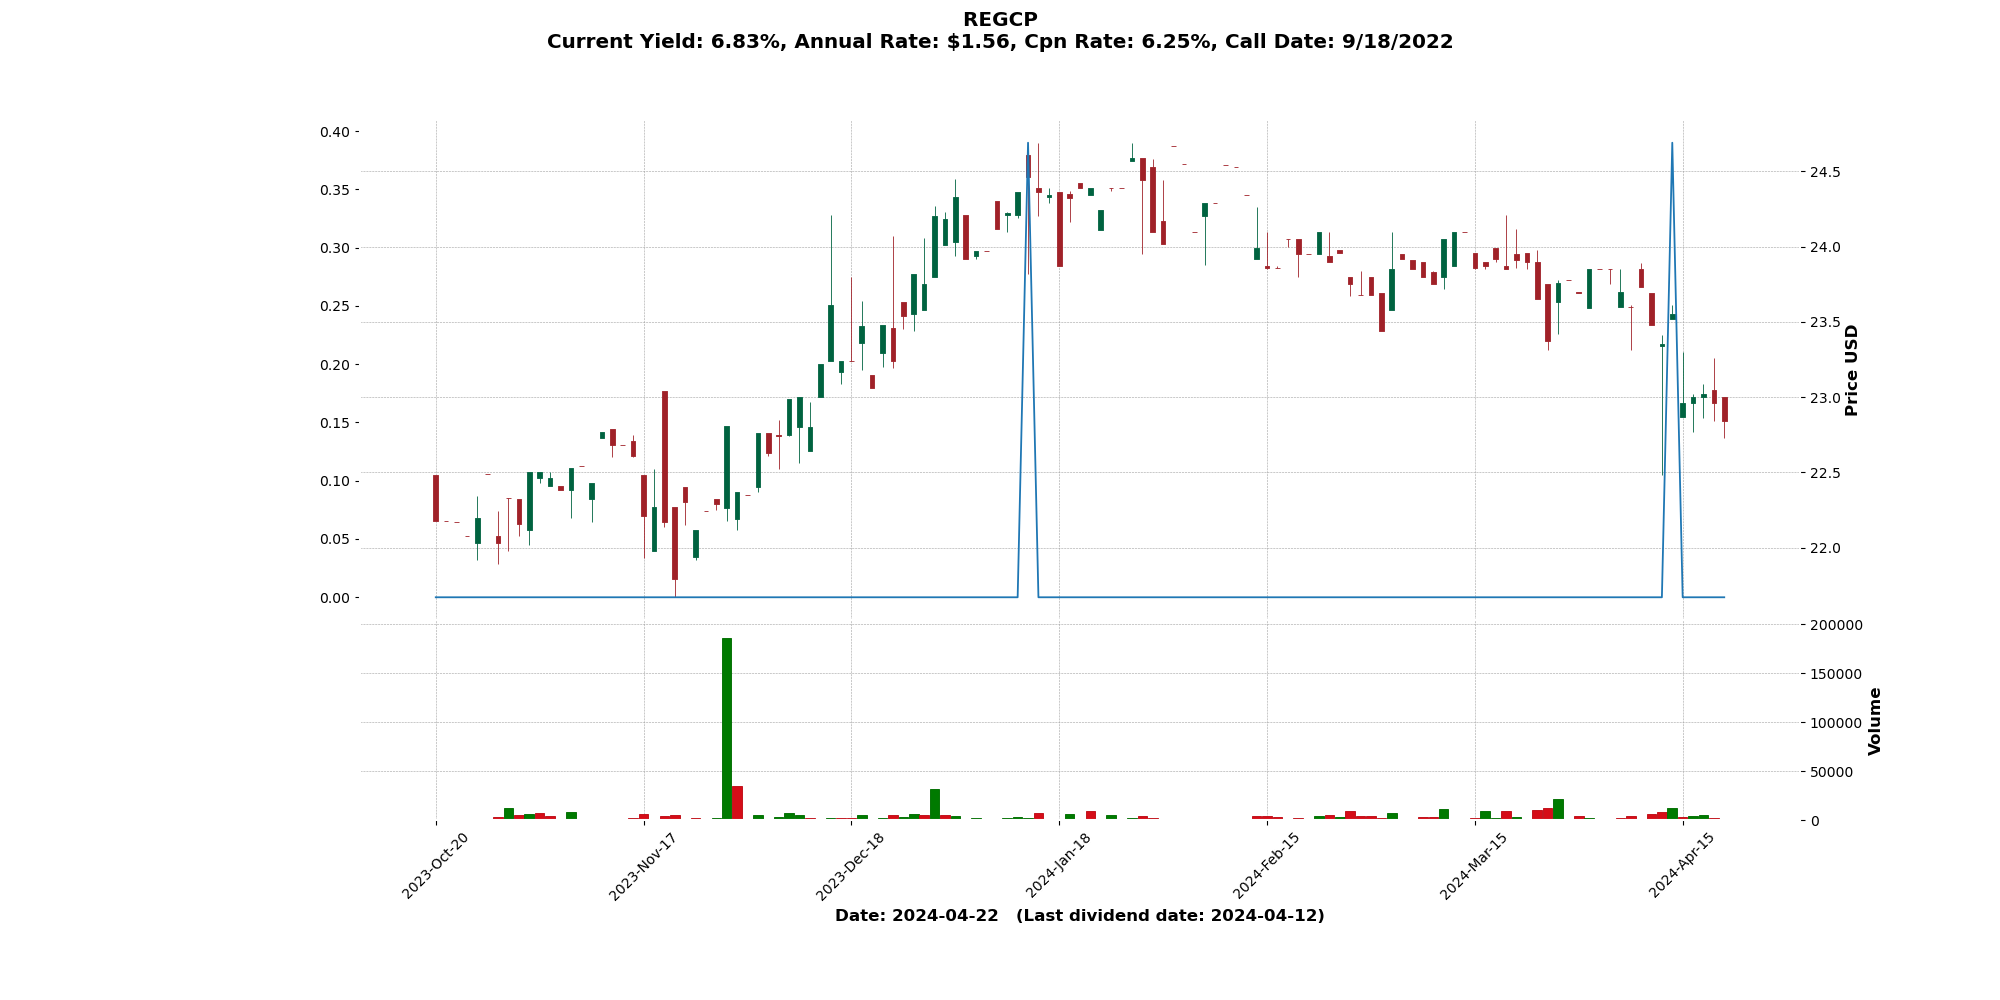 REGCP
Current Yield: 6.83%, Annual Rate: $1.56, Cpn Rate: 6.25%, Call Date: 9/18/2022
0.40
0.35
0.30
0.25
0.20
0.15
0.10
0.05
0.00
24.5
24.0
23.5
23.0
22.5
22.0
Price USD
200000
150000
100000
50000
0
Volume
2023-Oct-20
2023-Nov-17
2023-Dec-18
2024-Jan-18
2024-Feb-15
2024-Mar-15
2024-Apr-15
Date: 2024-04-22 (Last dividend date: 2024-04-12)